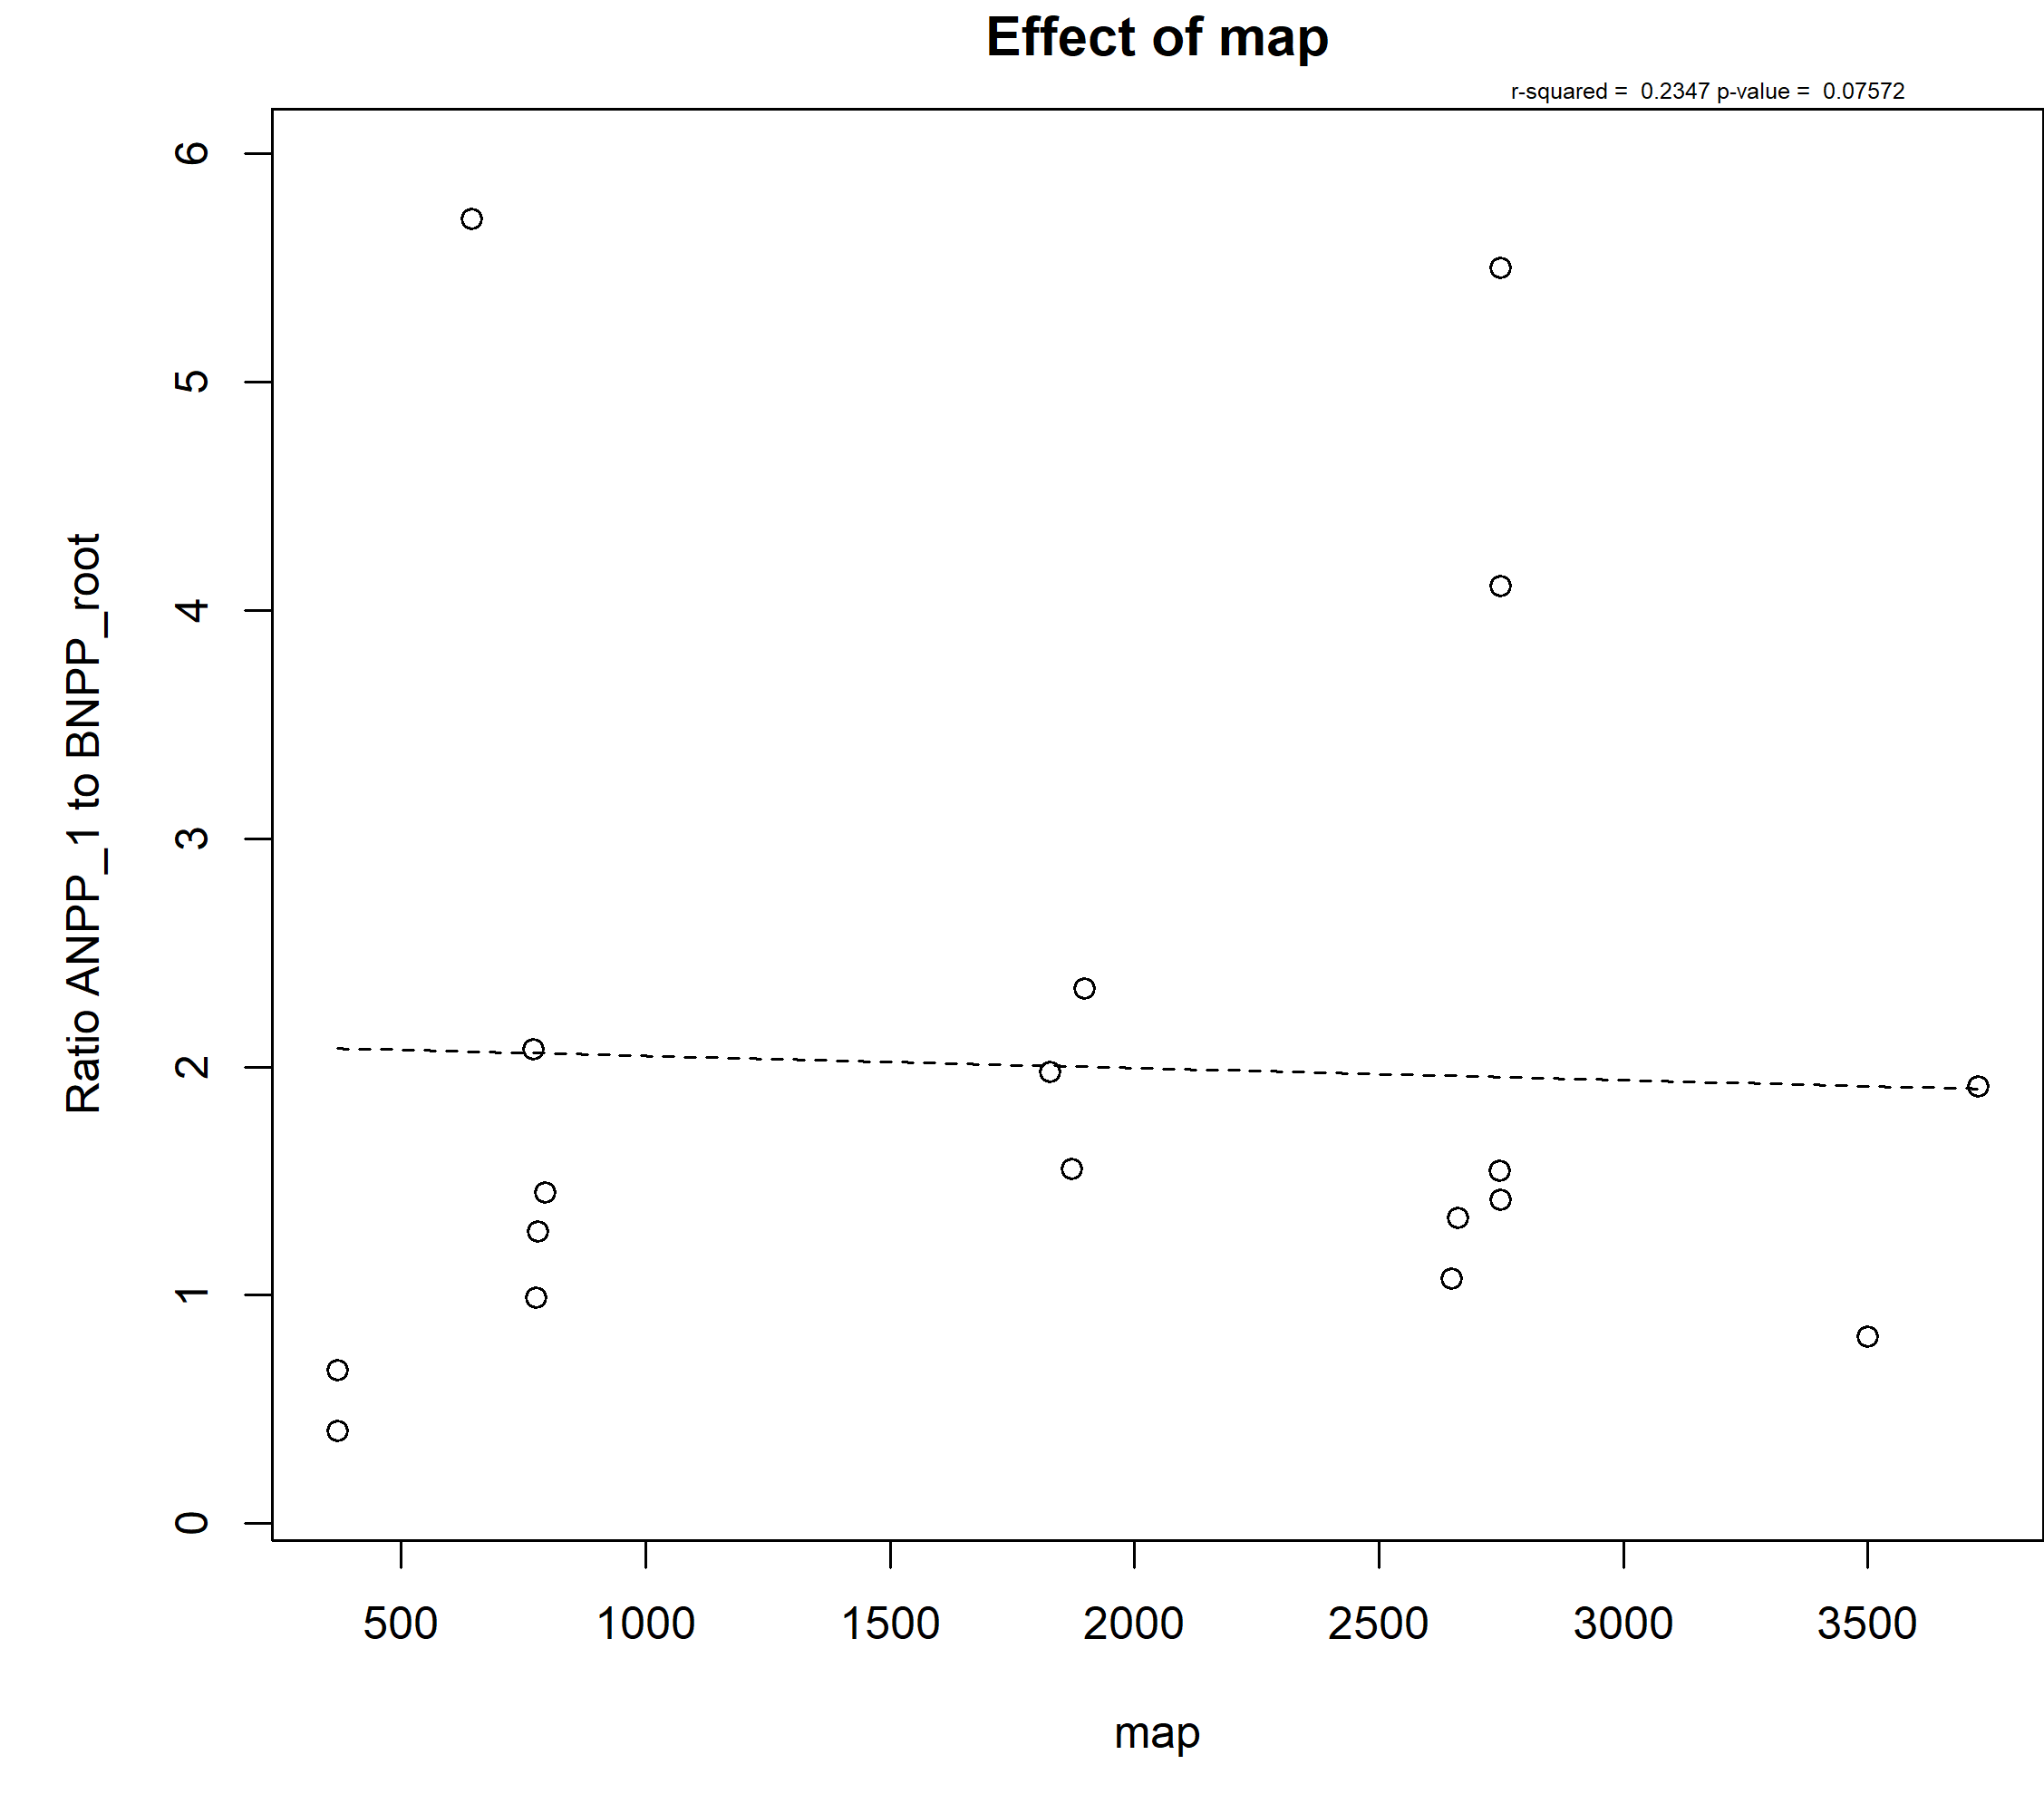 Effect of map
r-squared =  0.2347 p-value =  0.07572
Ratio ANPP_1 to BNPP_root
6
5
4
3
2
1
0
500 1000 1500 2000 2500 3000 3500
map